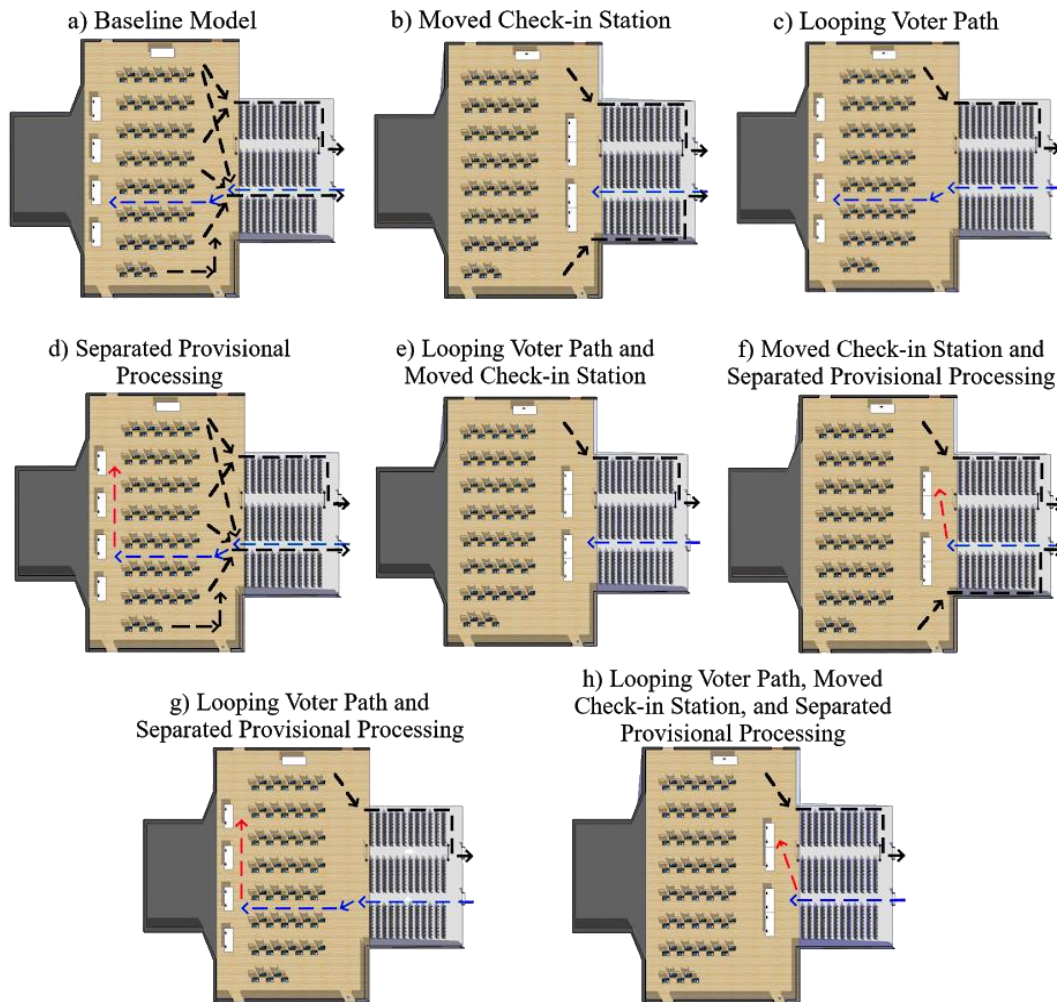 a) Baseline Model
b) Moved Check-in Station
c) Looping Voter Path
d) Separated Provisional
Processing
e) Looping Voter Path and
Moved Check-in Station
f) Moved Check-in Station and
Separated Provisional Processing
g) Looping Voter Path and
Separated Provisional Processing
h) Looping Voter Path, Moved
Check-in Station, and Separated
Provisional Processing